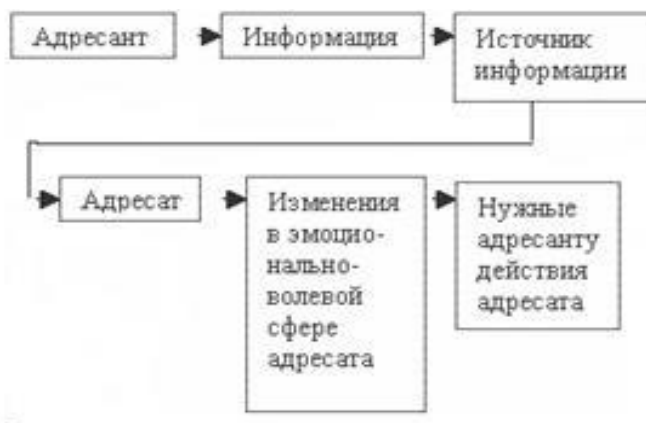 Адресант
Информация
Источник
информации
Адресат
Изменения
в эмоцио-
нально-
волевой
сфере
адресата
Нужные
адресанту
действия
адресата